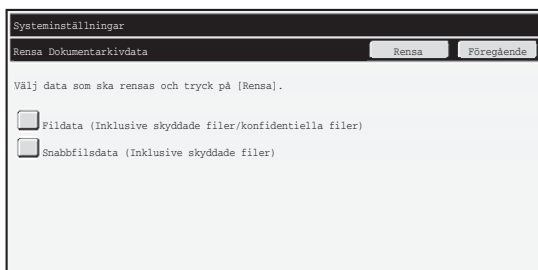 Systeminställningar
Rensa Dokumentarkivdata Rensa Föregående
Välj data som ska rensas och tryck på [Rensa].
Fildata (Inklusive skyddade filer/konfidentiella filer)
Snabbfilsdata (Inklusive skyddade filer)